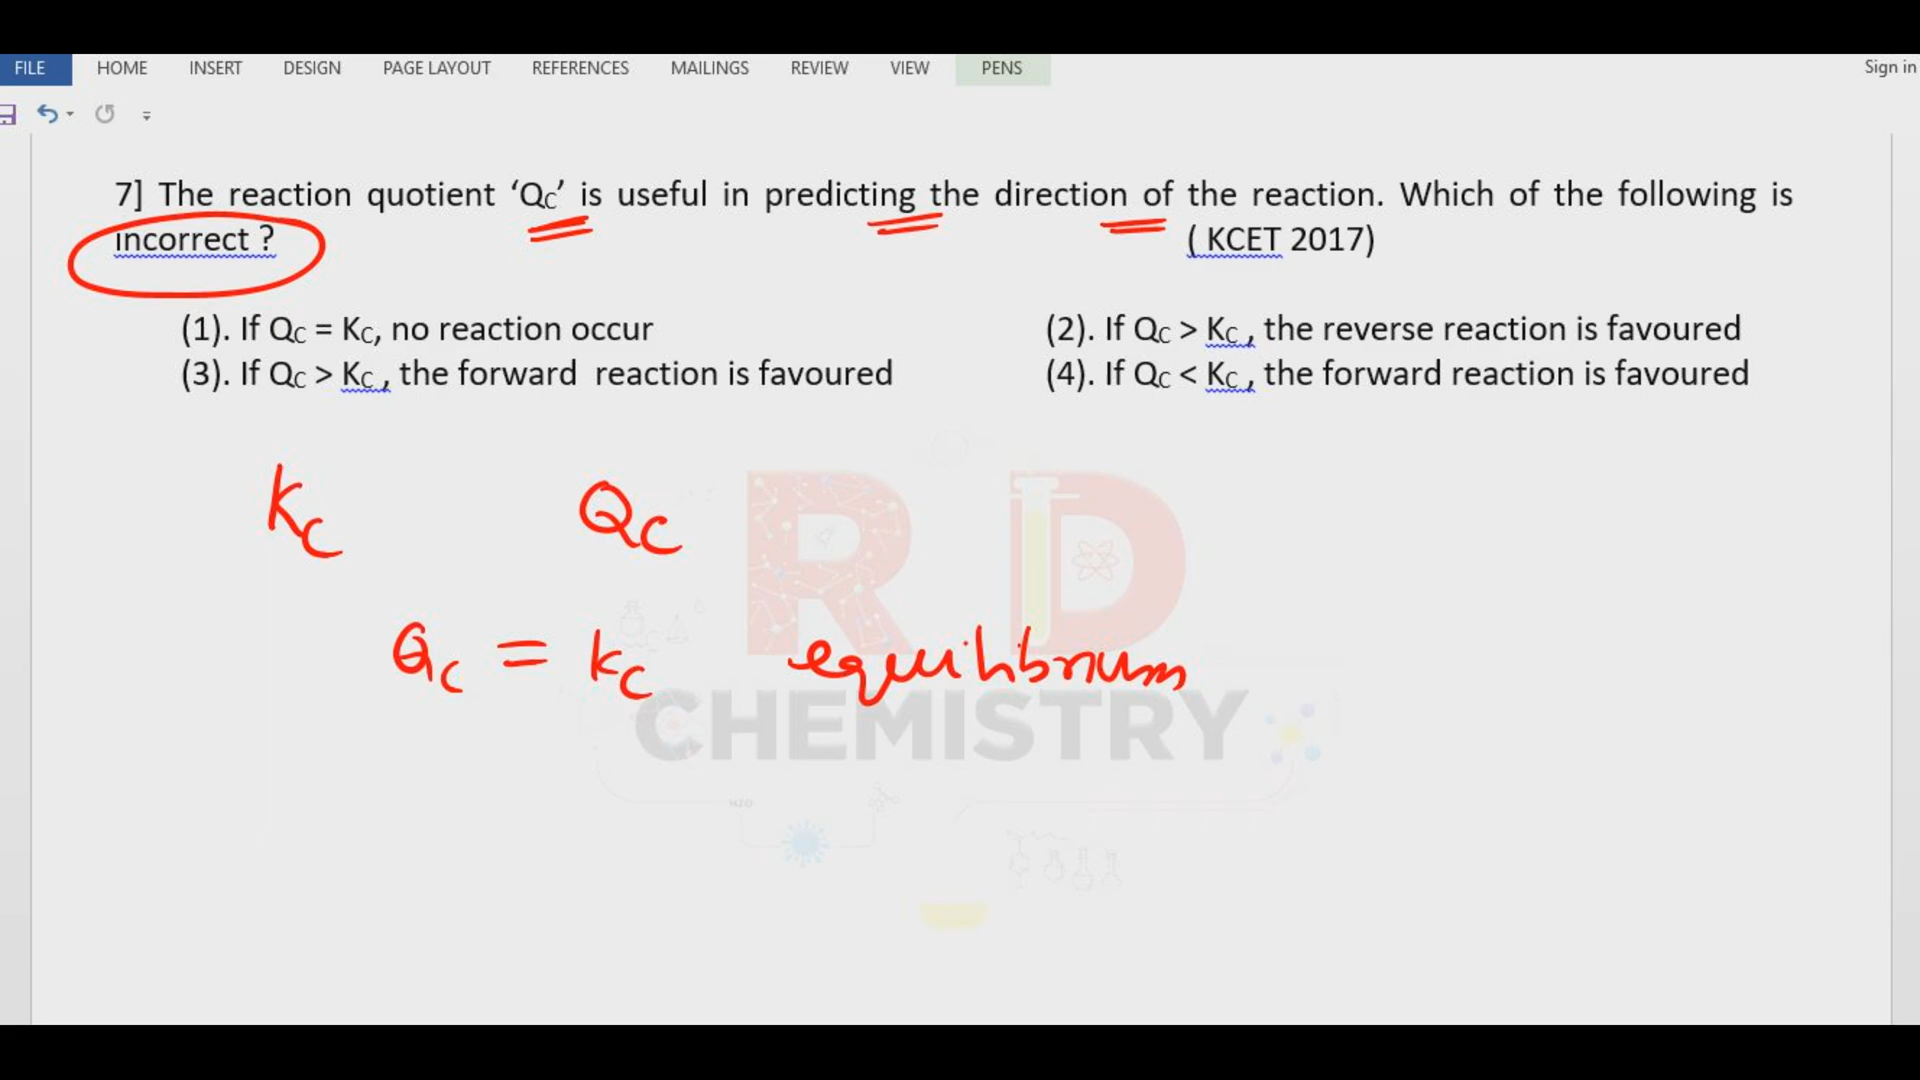 FILE HOME INSERT DESIGN PAGE LAYOUT REFERENCES MAILINGS REVIEW VIEW PENS Sign in
7] The reaction quotient ‘QC’ is useful in predicting the direction of the reaction. Which of the following is
incorrect ? ( KCET 2017)
(1). If QC = KC, no reaction occur (2). If QC > KC , the reverse reaction is favoured
(3). If QC > KC , the forward reaction is favoured (4). If QC < KC , the forward reaction is favoured
KC QC
RD
QC = KC equilibrium
CHEMISTRY
H2O